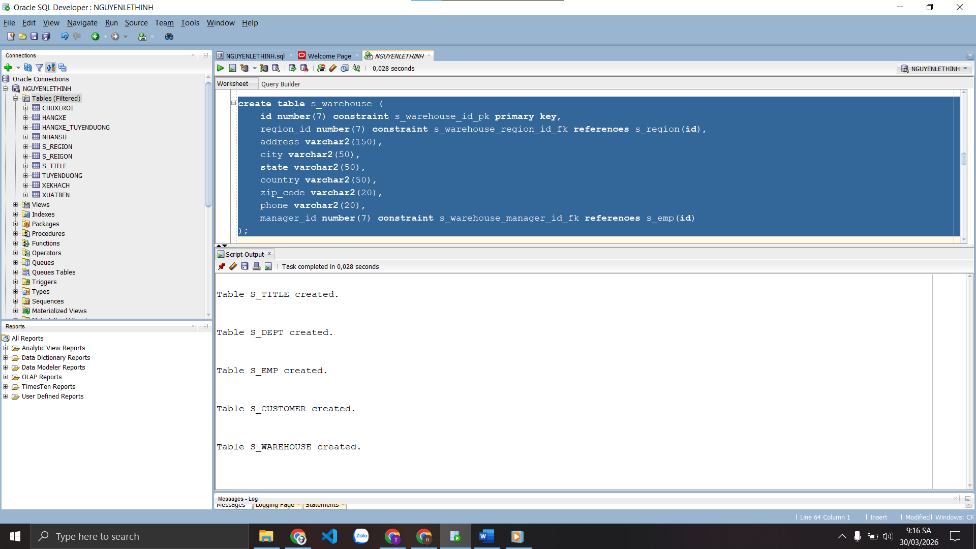 Oracle SQL Developer : NGUYENLETHINH
File Edit View Navigate Run Source Team Tools Window Help
Connections
Oracle Connections
NGUYENLETHINH
Tables (Filtered)
CHUXEROI
HANGXE
HANGXE_TUYENDUONG
NHANSU
S_REGION
S_REIGON
S_TITLE
TUYENDUONG
XEKHACH
XUATBEN
Views
Indexes
Packages
Procedures
Functions
Operators
Queues
Queues Tables
Triggers
Types
Sequences
Materialized Views
Reports
All Reports
Analytic View Reports
Data Dictionary Reports
Data Modeler Reports
OLAP Reports
TimesTen Reports
User Defined Reports
NGUYENLETHINH.sql
Welcome Page
NGUYENLETHINH
0,028 seconds
NGUYENLETHINH
Worksheet Query Builder
create table s_warehouse (
id number(7) constraint s_warehouse_id_pk primary key,
region_id number(7) constraint s_warehouse_region_id_fk references s_region(id),
address varchar2(150),
city varchar2(50),
state varchar2(50),
country varchar2(50),
zip_code varchar2(20),
phone varchar2(20),
manager_id number(7) constraint s_warehouse_manager_id_fk references s_emp(id)
);
Script Output
Task completed in 0,028 seconds
Table S_TITLE created.
Table S_DEPT created.
Table S_EMP created.
Table S_CUSTOMER created.
Table S_WAREHOUSE created.
Messages - Log
Messages Logging Page Statements
Line 64 Column 1 Insert Modified Windows: CF
Type here to search
Zalo
9:16 SA
30/03/2026